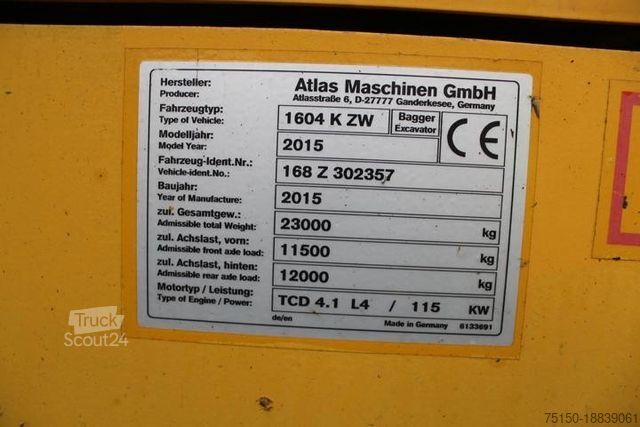 Hersteller: Atlas Maschinen GmbH
Producer: Atlasstraße 6, D-27777 Ganderkesee, Germany
Fahrzeugtyp: 1604 K ZW Bagger
Type of Vehicle: Excavator
CE
Modelljahr: 2015
Model Year:
Fahrzeug-Ident.Nr.: 168 Z 302357
Vehicle-ident.No.:
Baujahr: 2015
Year of Manufacture:
zul. Gesamtgew.: 23000 kg
Admissible total Weight:
zul. Achslast, vorn: 11500 kg
Admissible front axle load:
zul. Achslast, hinten: 12000 kg
Admissible rear axle load:
Motortyp / Leistung: TCD 4.1 L4 / 115 KW
Type of Engine / Power:
de/en Made in Germany 6133691
Truck
Scout24
75150-18839061